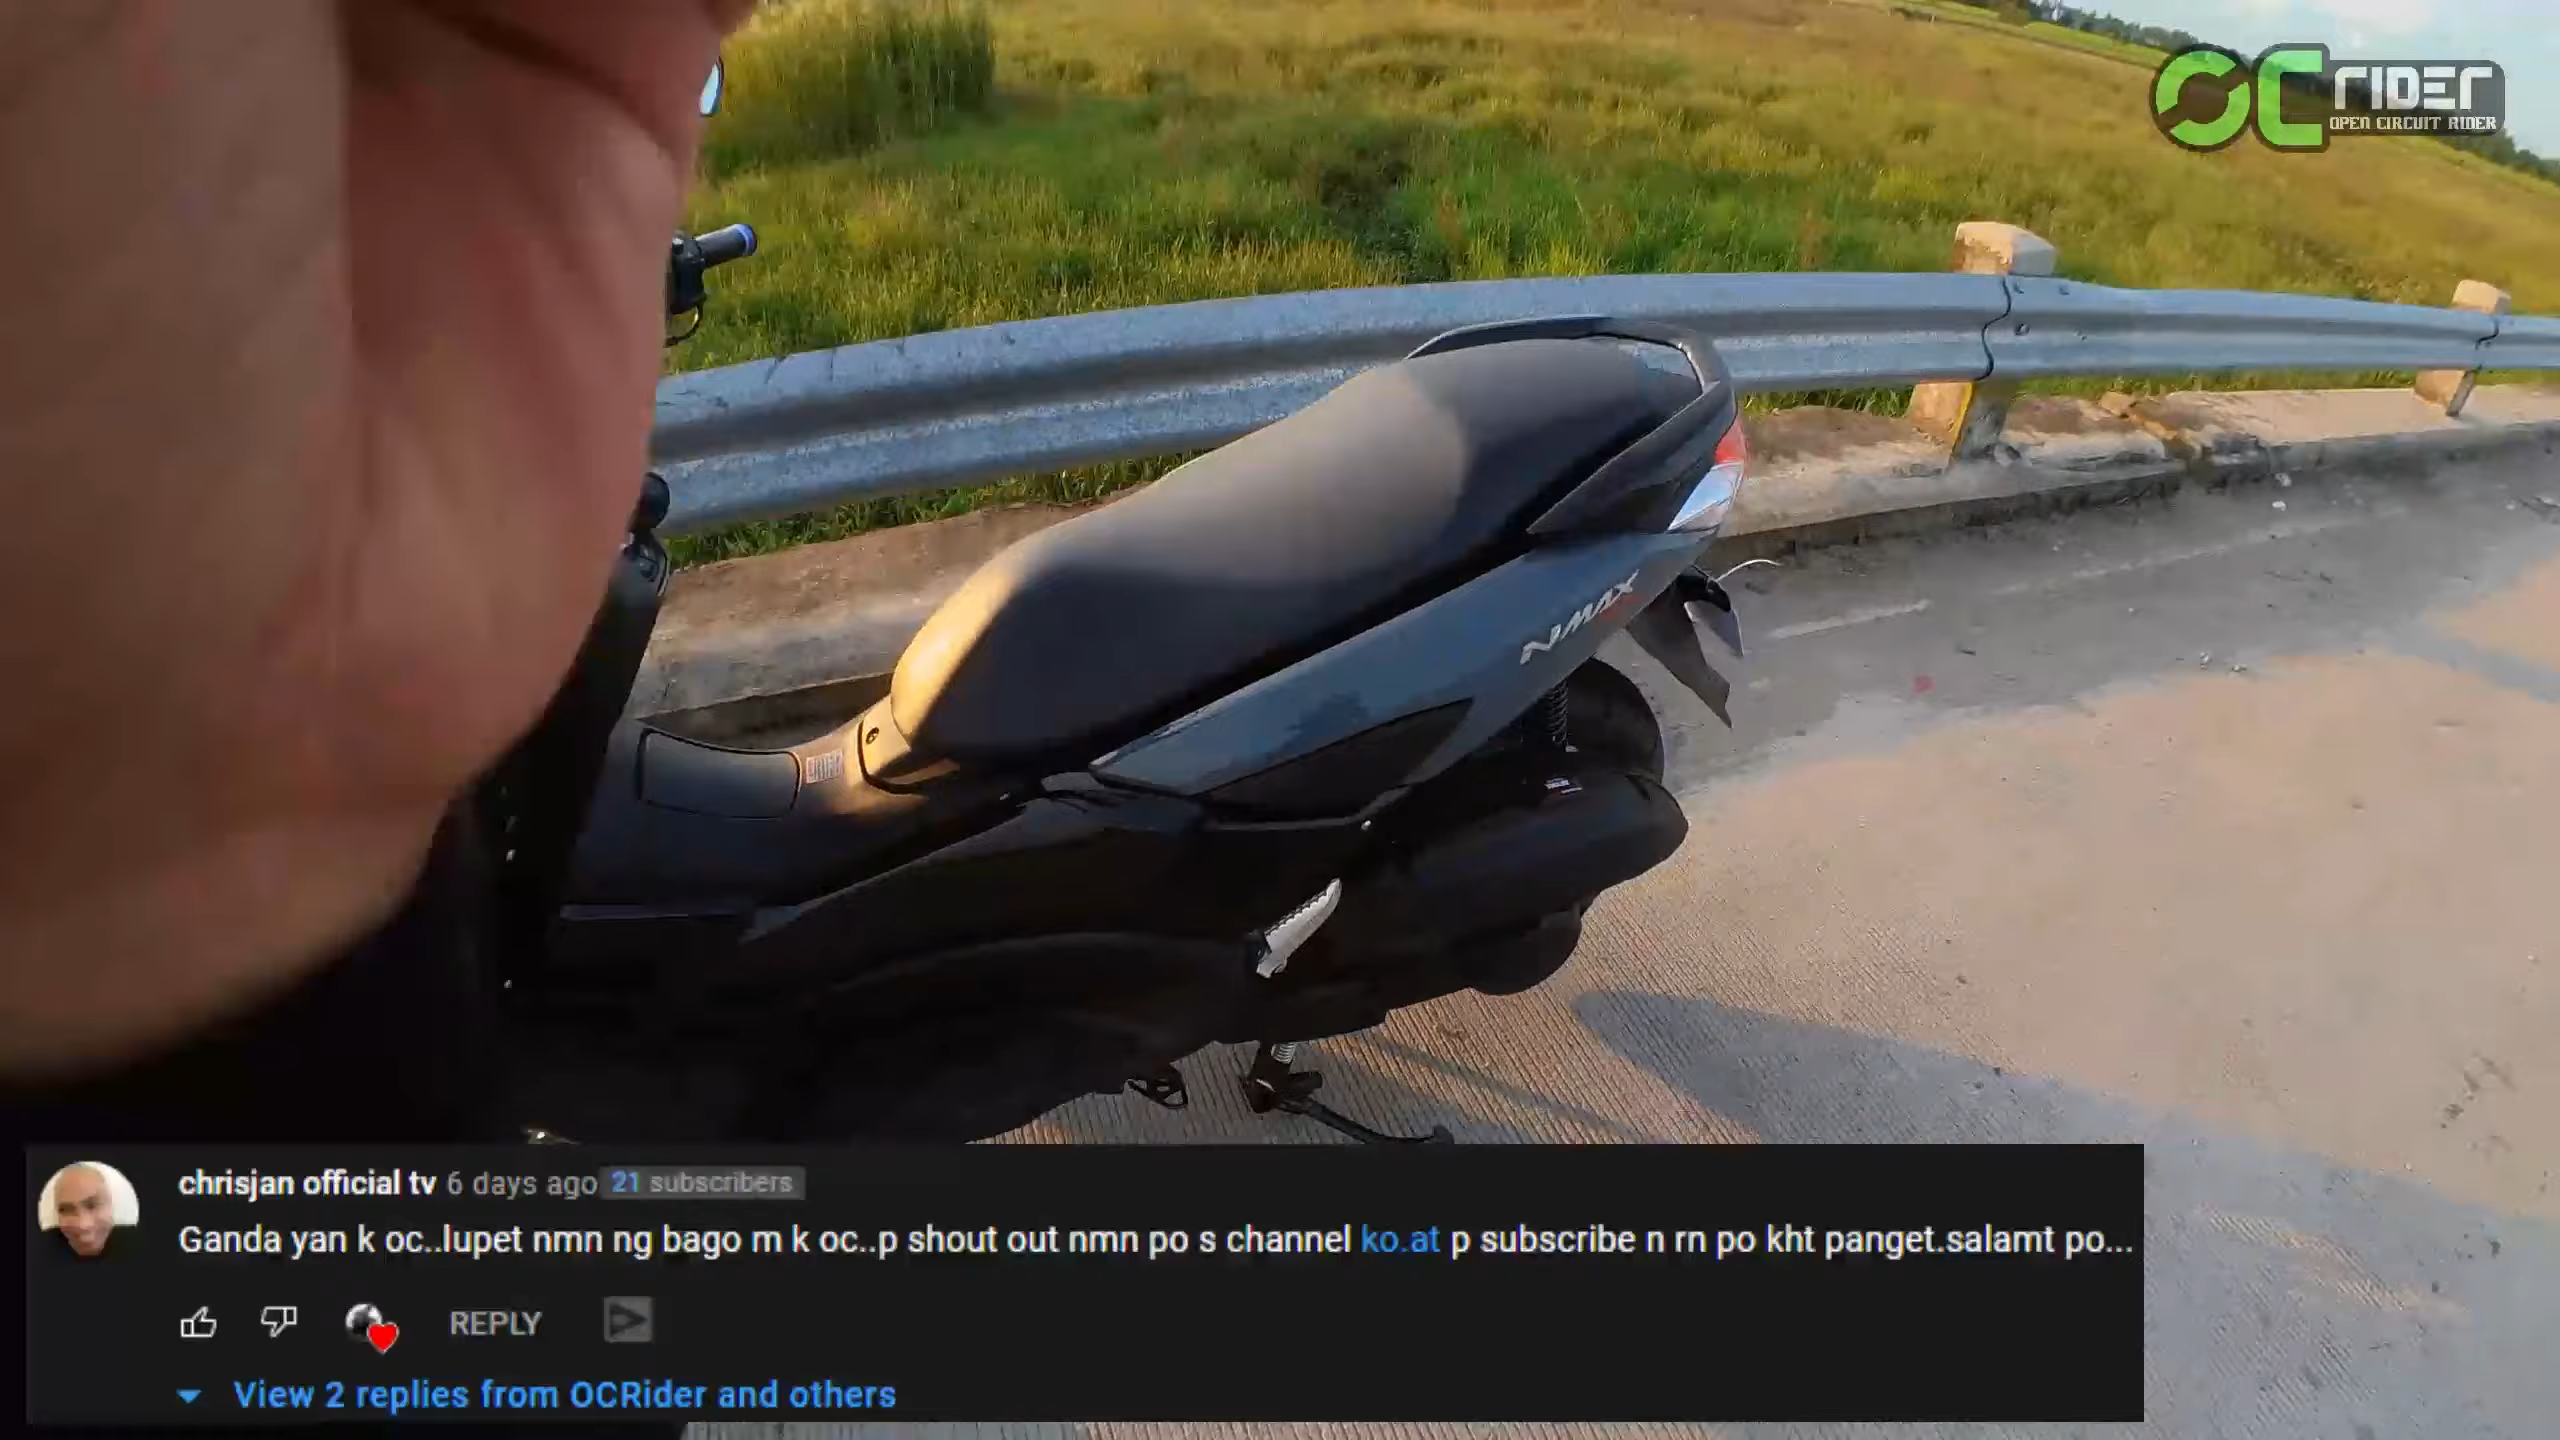 OC RIDER
OPEN CIRCUIT RIDER
NMAX
chrisjan official tv 6 days ago 21 subscribers
Ganda yan k oc..lupet nmn ng bago m k oc..p shout out nmn po s channel ko.at p subscribe n rn po kht panget.salamt po...
REPLY
View 2 replies from OCRider and others